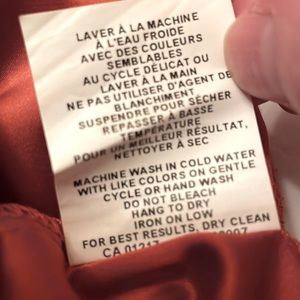 LAVER À LA MACHINE
À L'EAU FROIDE
AVEC DES COULEURS
SEMBLABLES
AU CYCLE DÉLICAT OU
LAVER À LA MAIN
NE PAS UTILISER D'AGENT DE
BLANCHIMENT
SUSPENDRE POUR SÉCHER
REPASSER À BASSE
TEMPÉRATURE
POUR UN MEILLEUR RÉSULTAT,
NETTOYER À SEC
MACHINE WASH IN COLD WATER
WITH LIKE COLORS ON GENTLE
CYCLE OR HAND WASH
DO NOT BLEACH
HANG TO DRY
IRON ON LOW
FOR BEST RESULTS, DRY CLEAN
CA